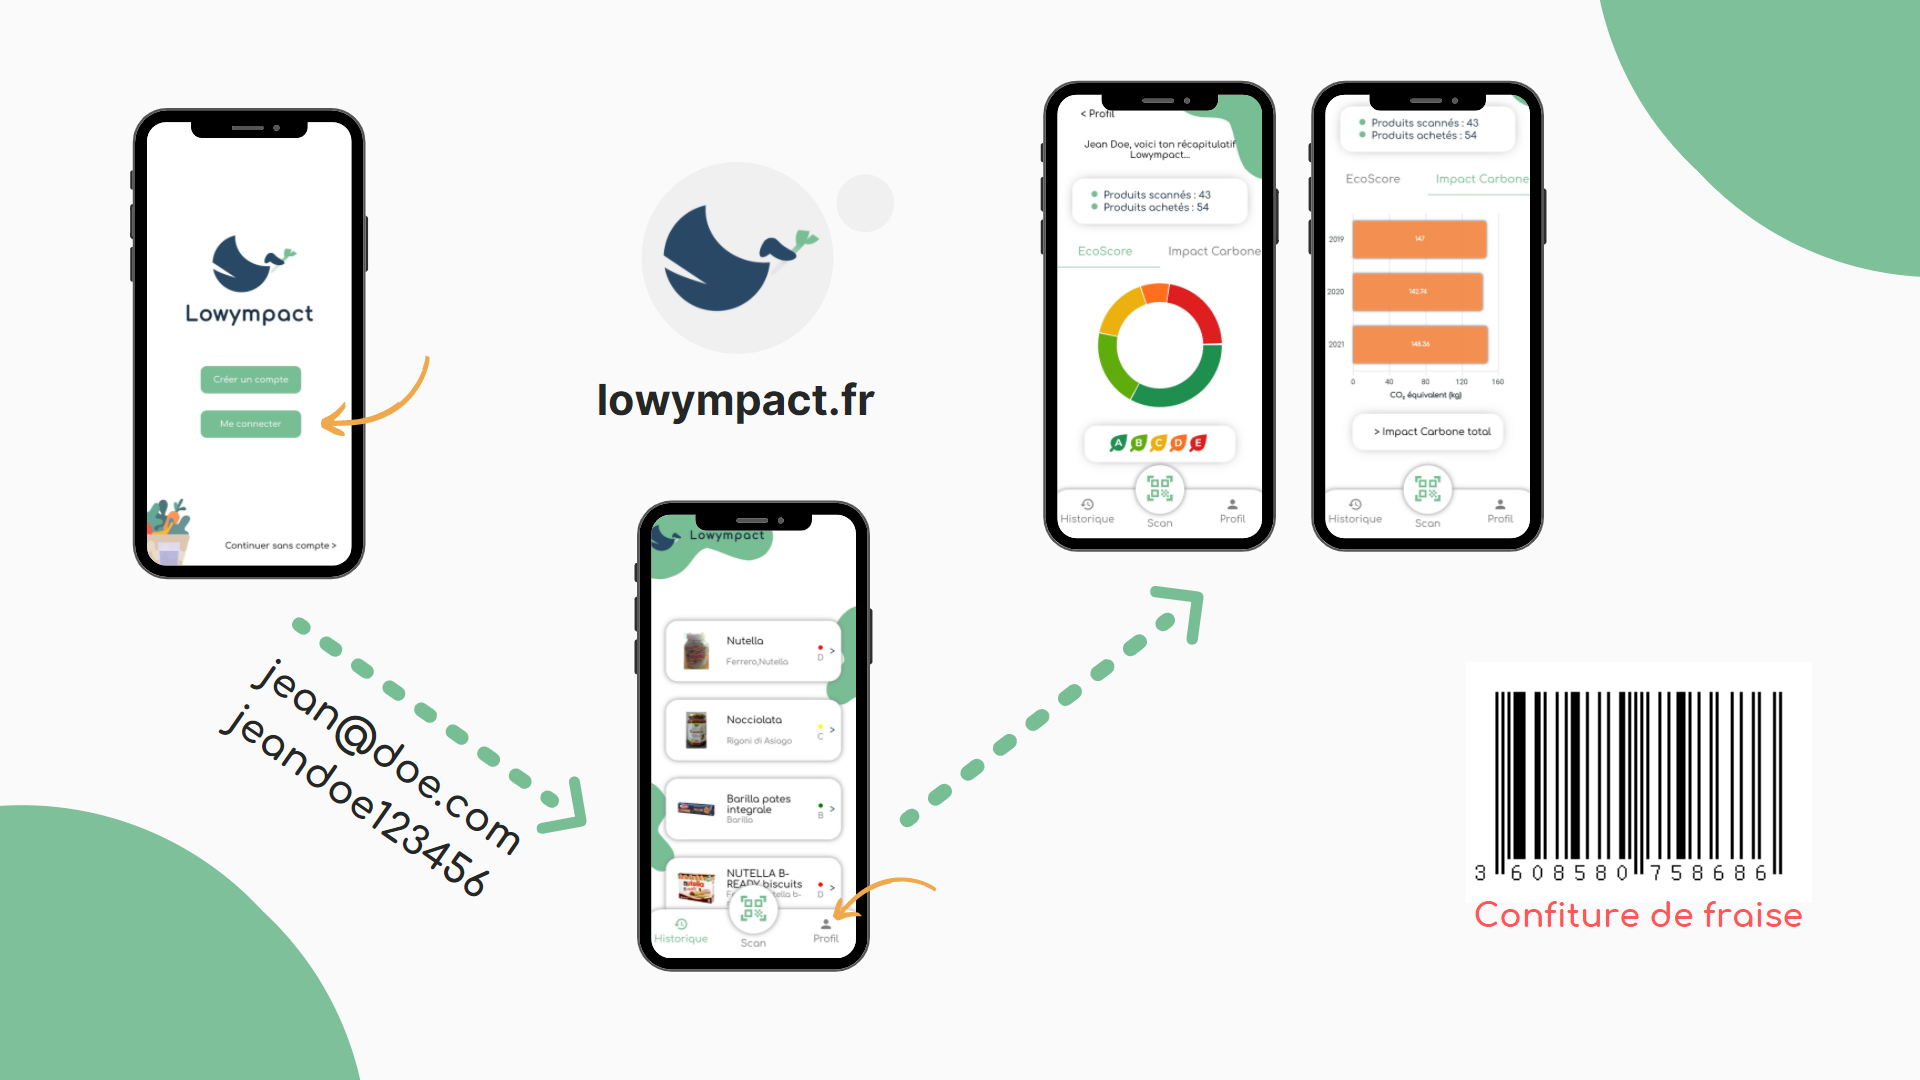 Lowympact
Créer un compte
Me connecter
Continuer sans compte >
jean@doe.com
jeandoe123456
lowympact.fr
Lowympact
Nutella
Ferrero,Nutella
D >
Nocciolata
Rigoni di Asiago
C >
Barilla pates
integrale
Barilla
B >
NUTELLA B-
READY biscuits
D >
Historique
Scan
Profil
< Profil
Jean Doe, voici ton récapitulatif
Lowympact...
Produits scannés : 43
Produits achetés : 54
EcoScore
Impact Carbone
A B C D E
Historique
Scan
Profil
Produits scannés : 43
Produits achetés : 54
EcoScore
Impact Carbone
2019
147
2020
142.74
2021
148.36
0 40 80 120 160
CO₂ équivalent (kg)
> Impact Carbone total
Historique
Scan
Profil
3 608580 758686
Confiture de fraise